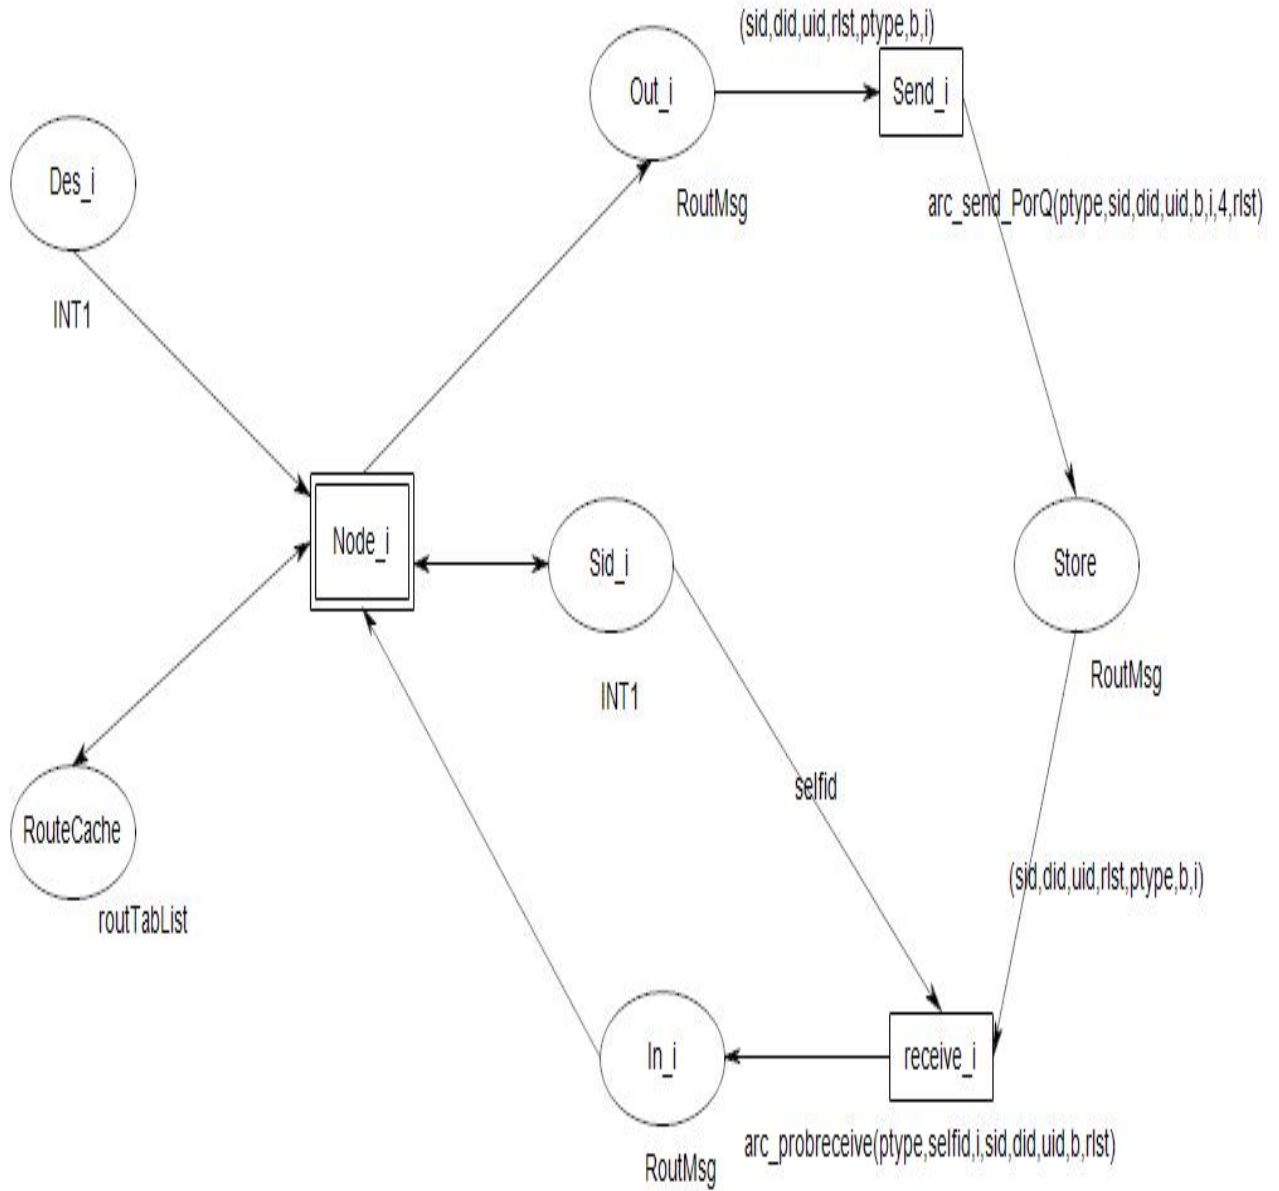 (sid,did,uid,rlst,ptype,b,i)
Out_i
Send_i
Des_i
RoutMsg
arc_send_PorQ(ptype,sid,did,uid,b,i,4,rlst)
INT1
Node_i
Sid_i
Store
RoutMsg
INT1
selfid
RouteCache
(sid,did,uid,rlst,ptype,b,i)
routTabList
In_i
receive_i
arc_probreceive(ptype,selfid,i,sid,did,uid,b,rlst)
RoutMsg